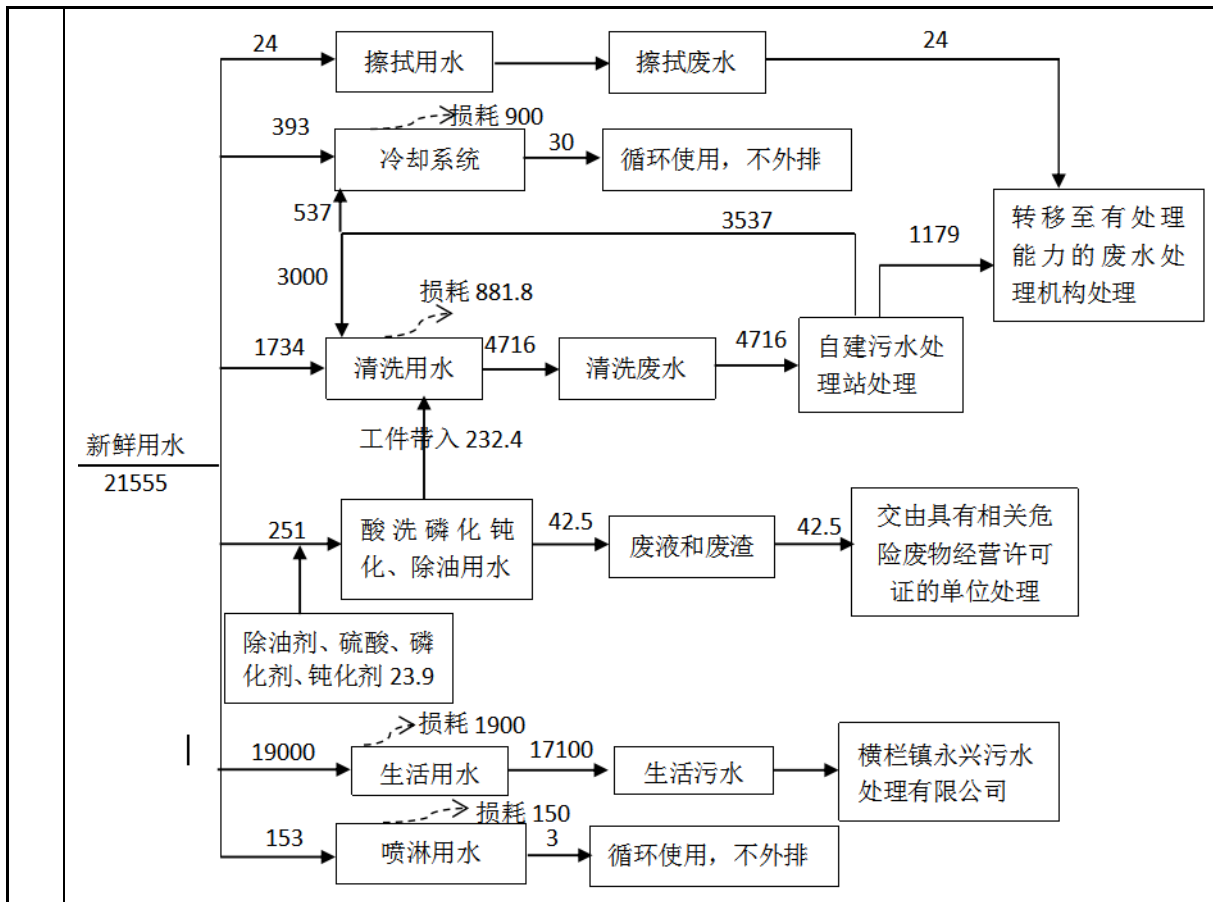 24
擦拭用水
擦拭废水
24
损耗 900
393
冷却系统
30
循环使用，不外排
537
3537
3000
1179
转移至有处理
能力的废水处
理机构处理
损耗 881.8
1734
清洗用水
4716
清洗废水
4716
自建污水处
理站处理
工件带入 232.4
新鲜用水
21555
251
酸洗磷化钝
化、除油用水
42.5
废液和废渣
42.5
交由具有相关危
险废物经营许可
证的单位处理
除油剂、硫酸、磷
化剂、钝化剂 23.9
损耗 1900
19000
生活用水
17100
生活污水
横栏镇永兴污水
处理有限公司
损耗 150
153
喷淋用水
3
循环使用，不外排